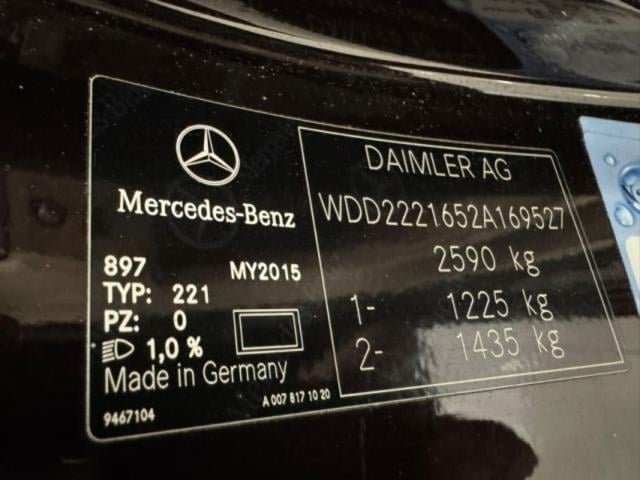 Mercedes-Benz
897 MY2015
TYP: 221
PZ: 0
1,0 %
Made in Germany
9467104
A 007 817 10 20
DAIMLER AG
WDD2221652A169527
2590 kg
1- 1225 kg
2- 1435 kg